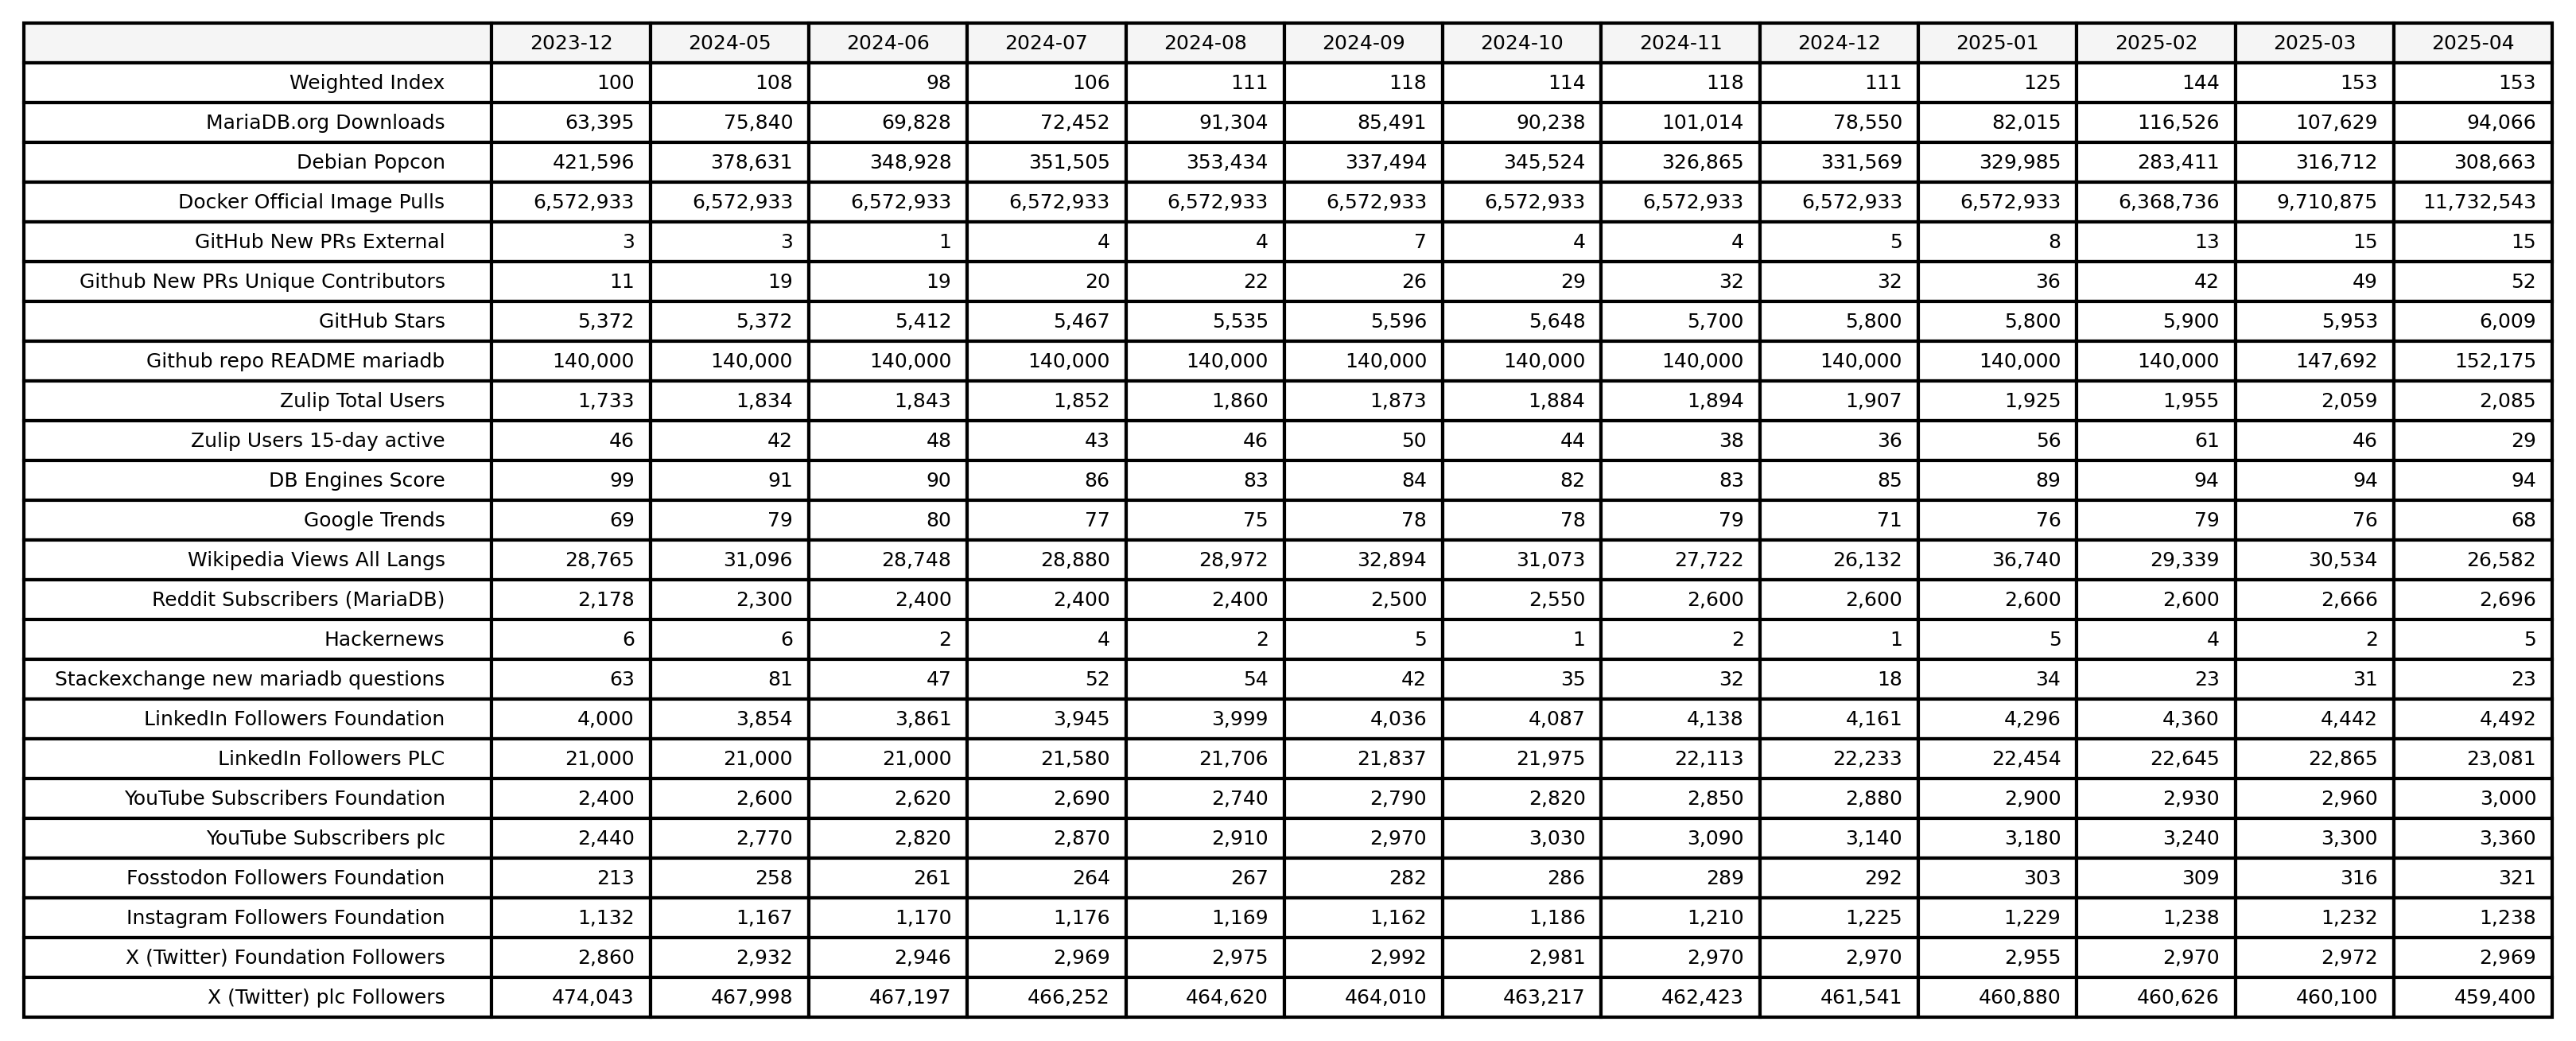 2023-12 2024-05 2024-06 2024-07 2024-08 2024-09 2024-10 2024-11 2024-12 2025-01 2025-02 2025-03 2025-04
Weighted Index 100 108 98 106 111 118 114 118 111 125 144 153 153
MariaDB.org Downloads 63,395 75,840 69,828 72,452 91,304 85,491 90,238 101,014 78,550 82,015 116,526 107,629 94,066
Debian Popcon 421,596 378,631 348,928 351,505 353,434 337,494 345,524 326,865 331,569 329,985 283,411 316,712 308,663
Docker Official Image Pulls 6,572,933 6,572,933 6,572,933 6,572,933 6,572,933 6,572,933 6,572,933 6,572,933 6,572,933 6,572,933 6,368,736 9,710,875 11,732,543
GitHub New PRs External 3 3 1 4 4 7 4 4 5 8 13 15 15
Github New PRs Unique Contributors 11 19 19 20 22 26 29 32 32 36 42 49 52
GitHub Stars 5,372 5,372 5,412 5,467 5,535 5,596 5,648 5,700 5,800 5,800 5,900 5,953 6,009
Github repo README mariadb 140,000 140,000 140,000 140,000 140,000 140,000 140,000 140,000 140,000 140,000 140,000 147,692 152,175
Zulip Total Users 1,733 1,834 1,843 1,852 1,860 1,873 1,884 1,894 1,907 1,925 1,955 2,059 2,085
Zulip Users 15-day active 46 42 48 43 46 50 44 38 36 56 61 46 29
DB Engines Score 99 91 90 86 83 84 82 83 85 89 94 94 94
Google Trends 69 79 80 77 75 78 78 79 71 76 79 76 68
Wikipedia Views All Langs 28,765 31,096 28,748 28,880 28,972 32,894 31,073 27,722 26,132 36,740 29,339 30,534 26,582
Reddit Subscribers (MariaDB) 2,178 2,300 2,400 2,400 2,400 2,500 2,550 2,600 2,600 2,600 2,600 2,666 2,696
Hackernews 6 6 2 4 2 5 1 2 1 5 4 2 5
Stackexchange new mariadb questions 63 81 47 52 54 42 35 32 18 34 23 31 23
LinkedIn Followers Foundation 4,000 3,854 3,861 3,945 3,999 4,036 4,087 4,138 4,161 4,296 4,360 4,442 4,492
LinkedIn Followers PLC 21,000 21,000 21,000 21,580 21,706 21,837 21,975 22,113 22,233 22,454 22,645 22,865 23,081
YouTube Subscribers Foundation 2,400 2,600 2,620 2,690 2,740 2,790 2,820 2,850 2,880 2,900 2,930 2,960 3,000
YouTube Subscribers plc 2,440 2,770 2,820 2,870 2,910 2,970 3,030 3,090 3,140 3,180 3,240 3,300 3,360
Fosstodon Followers Foundation 213 258 261 264 267 282 286 289 292 303 309 316 321
Instagram Followers Foundation 1,132 1,167 1,170 1,176 1,169 1,162 1,186 1,210 1,225 1,229 1,238 1,232 1,238
X (Twitter) Foundation Followers 2,860 2,932 2,946 2,969 2,975 2,992 2,981 2,970 2,970 2,955 2,970 2,972 2,969
X (Twitter) plc Followers 474,043 467,998 467,197 466,252 464,620 464,010 463,217 462,423 461,541 460,880 460,626 460,100 459,400